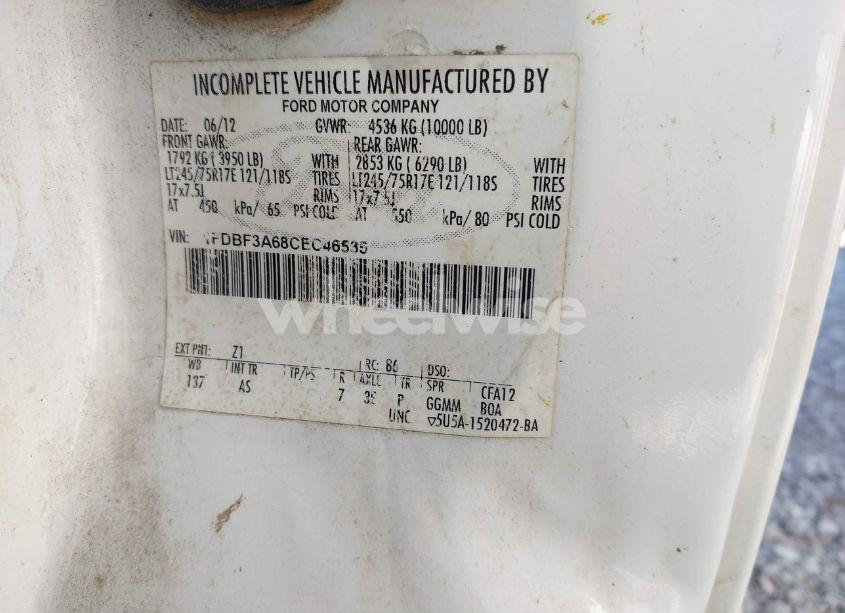 INCOMPLETE VEHICLE MANUFACTURED BY
FORD MOTOR COMPANY
DATE: 06/12 GVWR: 4536 KG (10000 LB)
FRONT GAWR: REAR GAWR:
1792 KG ( 3950 LB) WITH 2853 KG ( 6290 LB) WITH
LT245/75R17E 121/118S TIRES LT245/75R17E 121/118S TIRES
17x7.5J RIMS 17x7.5J RIMS
AT 450 kPa/ 65 PSI COLD AT 550 kPa/ 80 PSI COLD
VIN: 1FDBF3A68CEC46535
wheelwise
EXT PNT: Z1 RC: B6 DSO:
WB INT TR TP/PS R AXLE TR SPR CFA12
137 AS 7 P GGMM BOA
UNC ▽5U5A-1520472-BA